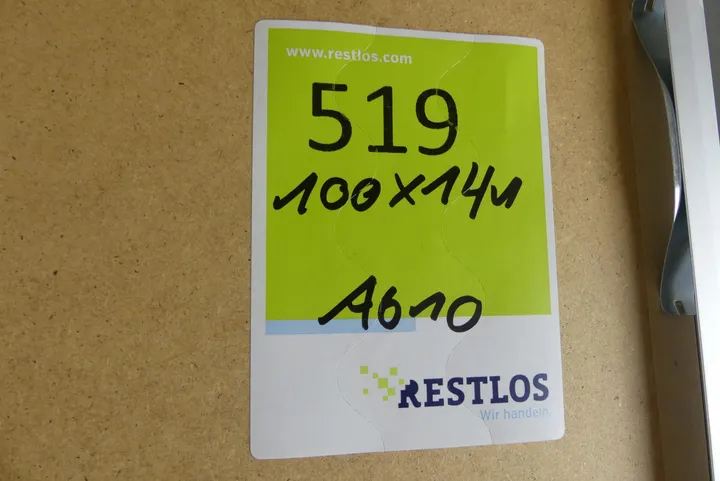 www.restlos.com
519
100x141
A610
RESTLOS
Wir handeln.